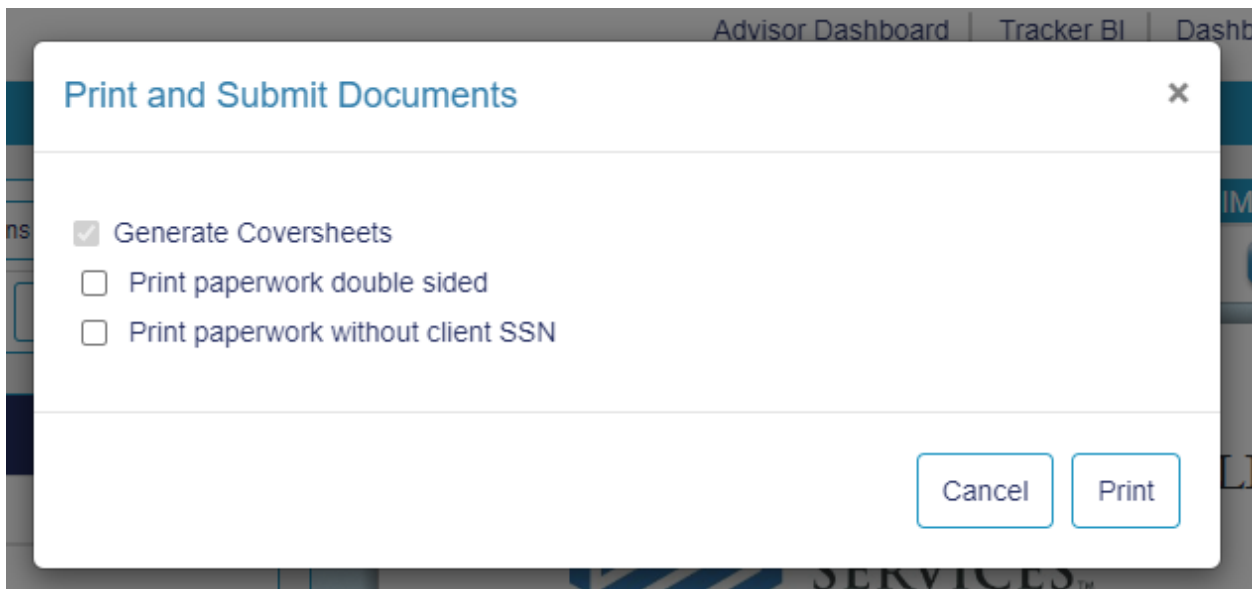 Advisor Dashboard | Tracker BI |
Print and Submit Documents ×
Generate Coversheets
Print paperwork double sided
Print paperwork without client SSN
Cancel Print
SERVICES™